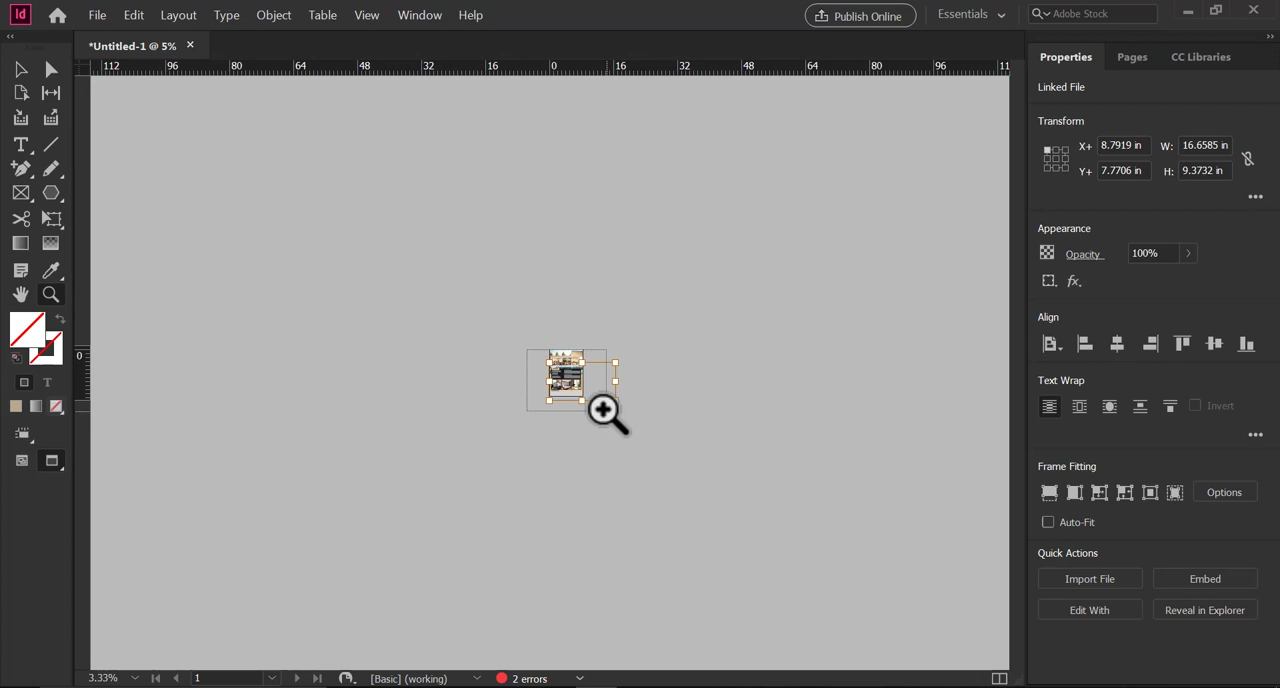 Id
File Edit Layout Type Object Table View Window Help
Publish Online
Essentials
Adobe Stock
*Untitled-1 @ 5%
112 96 80 64 48 32 16 0 16 32 48 64 80 96 11
0
Properties Pages CC Libraries
Linked File
Transform
X+ 8.7919 in W: 16.6585 in
Y+ 7.7706 in H: 9.3732 in
Appearance
Opacity 100%
fx.
Align
Text Wrap
Invert
Frame Fitting
Options
Auto-Fit
Quick Actions
Import File Embed
Edit With Reveal in Explorer
3.33% 1 [Basic] (working) 2 errors